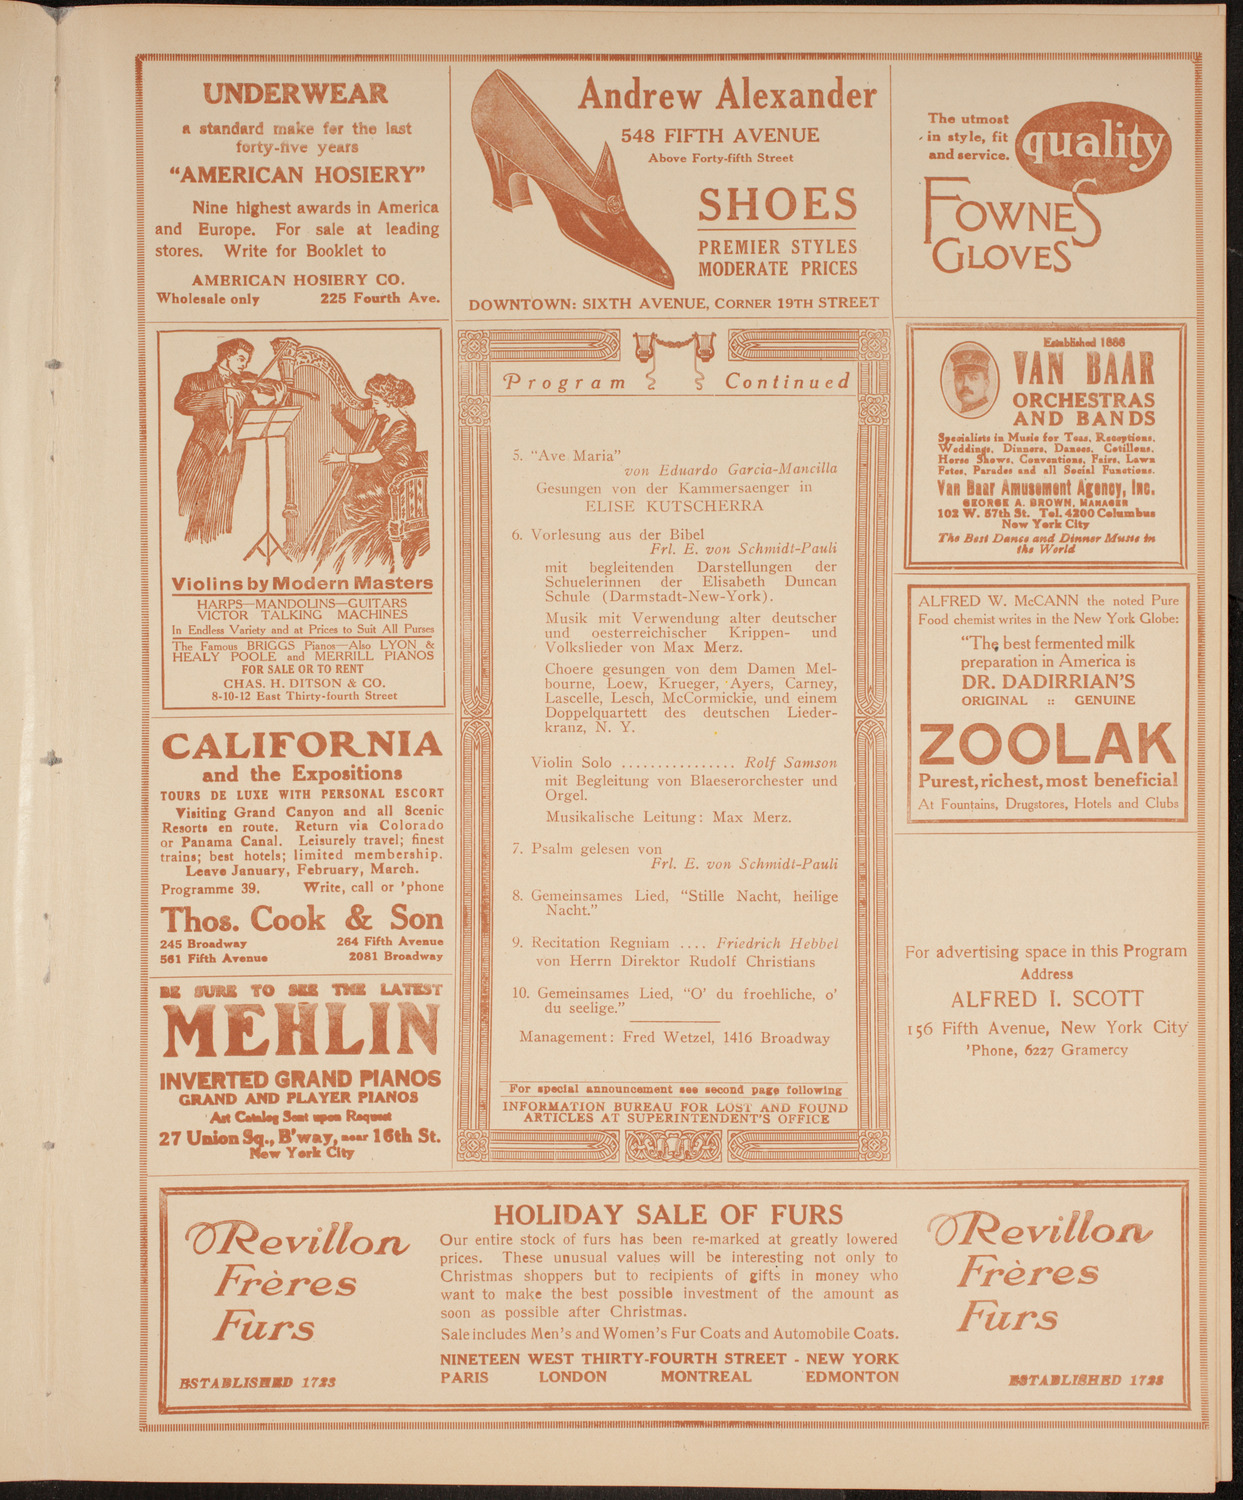 UNDERWEAR
a standard make for the last
forty-five years
“AMERICAN HOSIERY”
Nine highest awards in America
and Europe. For sale at leading
stores. Write for Booklet to
AMERICAN HOSIERY CO.
Wholesale only 225 Fourth Ave.
Andrew Alexander
548 FIFTH AVENUE
Above Forty-fifth Street
SHOES
PREMIER STYLES
MODERATE PRICES
DOWNTOWN: SIXTH AVENUE, CORNER 19TH STREET
The utmost
in style, fit
and service.
quality
FOWNES
GLOVES
Violins by Modern Masters
HARPS—MANDOLINS—GUITARS
VICTOR TALKING MACHINES
In Endless Variety and at Prices to Suit All Purses
The Famous BRIGGS Pianos—Also LYON &
HEALY POOLE and MERRILL PIANOS
FOR SALE OR TO RENT
CHAS. H. DITSON & CO.
8-10-12 East Thirty-fourth Street
CALIFORNIA
and the Expositions
TOURS DE LUXE WITH PERSONAL ESCORT
Visiting Grand Canyon and all Scenic
Resorts en route. Return via Colorado
or Panama Canal. Leisurely travel; finest
trains; best hotels; limited membership.
Leave January, February, March.
Programme 39. Write, call or 'phone
Thos. Cook & Son
245 Broadway 264 Fifth Avenue
561 Fifth Avenue 2081 Broadway
BE SURE TO SEE THE LATEST
MEHLIN
INVERTED GRAND PIANOS
GRAND AND PLAYER PIANOS
Art Catalog Sent upon Request
27 Union Sq., B'way, near 16th St.
New York City
Program Continued
5. “Ave Maria”
von Eduardo Garcia-Mancilla
Gesungen von der Kammersaenger in
ELISE KUTSCHERRA
6. Vorlesung aus der Bibel
Frl. E. von Schmidt-Pauli
mit begleitenden Darstellungen der
Schuelerinnen der Elisabeth Duncan
Schule (Darmstadt-New-York).
Musik mit Verwendung alter deutscher
und oesterreichischer Krippen- und
Volkslieder von Max Merz.
Choere gesungen von dem Damen Mel-
bourne, Loew, Krueger, Ayers, Carney,
Lascelle, Lesch, McCormickie, und einem
Doppelquartett des deutschen Lieder-
kranz, N. Y.
Violin Solo ................ Rolf Samson
mit Begleitung von Blaeserorchester und
Orgel.
Musikalische Leitung: Max Merz.
7. Psalm gelesen von
Frl. E. von Schmidt-Pauli
8. Gemeinsames Lied, “Stille Nacht, heilige
Nacht.”
9. Recitation Regniam .... Friedrich Hebbel
von Herrn Direktor Rudolf Christians
10. Gemeinsames Lied, “O' du froehliche, o'
du seelige.”
Management: Fred Wetzel, 1416 Broadway
For special announcement see second page following
INFORMATION BUREAU FOR LOST AND FOUND
ARTICLES AT SUPERINTENDENT'S OFFICE
Established 1868
VAN BAAR
ORCHESTRAS
AND BANDS
Specialists in Music for Teas, Receptions,
Weddings, Dinners, Dances, Cotillons,
Horse Shows, Conventions, Fairs, Lawn
Fetes, Parades and all Social Functions.
Van Baar Amusement Agency, Inc.
GEORGE A. BROWN, MANAGER
102 W. 57th St. Tel. 4200 Columbus
New York City
The Best Dance and Dinner Music in
the World
ALFRED W. McCANN the noted Pure
Food chemist writes in the New York Globe:
“The best fermented milk
preparation in America is
DR. DADIRRIAN'S
ORIGINAL :: GENUINE
ZOOLAK
Purest, richest, most beneficial
At Fountains, Drugstores, Hotels and Clubs
For advertising space in this Program
Address
ALFRED I. SCOTT
156 Fifth Avenue, New York City
'Phone, 6227 Gramercy
Revillon
Frères
Furs
ESTABLISHED 1723
HOLIDAY SALE OF FURS
Our entire stock of furs has been re-marked at greatly lowered
prices. These unusual values will be interesting not only to
Christmas shoppers but to recipients of gifts in money who
want to make the best possible investment of the amount as
soon as possible after Christmas.
Sale includes Men's and Women's Fur Coats and Automobile Coats.
NINETEEN WEST THIRTY-FOURTH STREET - NEW YORK
PARIS LONDON MONTREAL EDMONTON
Revillon
Frères
Furs
ESTABLISHED 1723